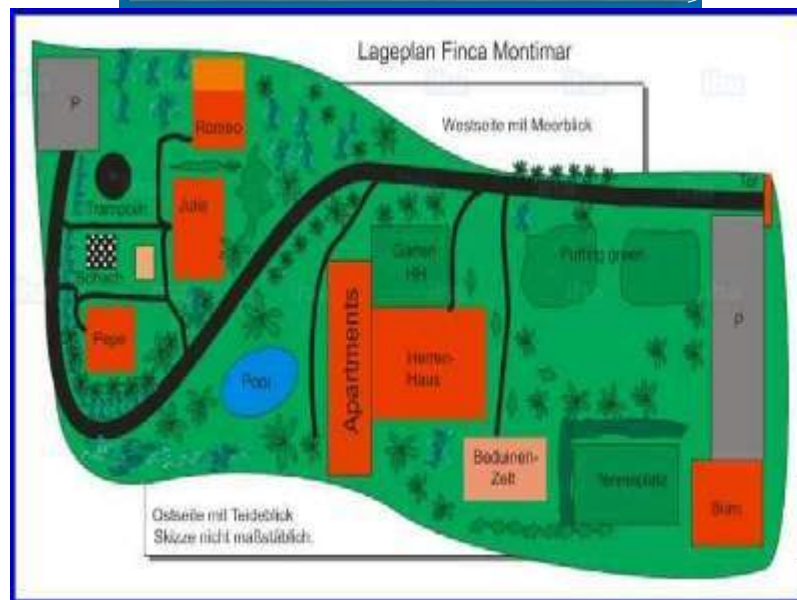 Lageplan Finca Montimar
Westseite mit Meerblick
P
Romeo
Tor
Trampolin
Julia
Schach
Garten
HH
Putting green
P
Pepe
Pool
Apartments
Herren-
Haus
Beduinen-
Zelt
Tennisplatz
Büro
Ostseite mit Teideblick
Skizze nicht maßstäblich.